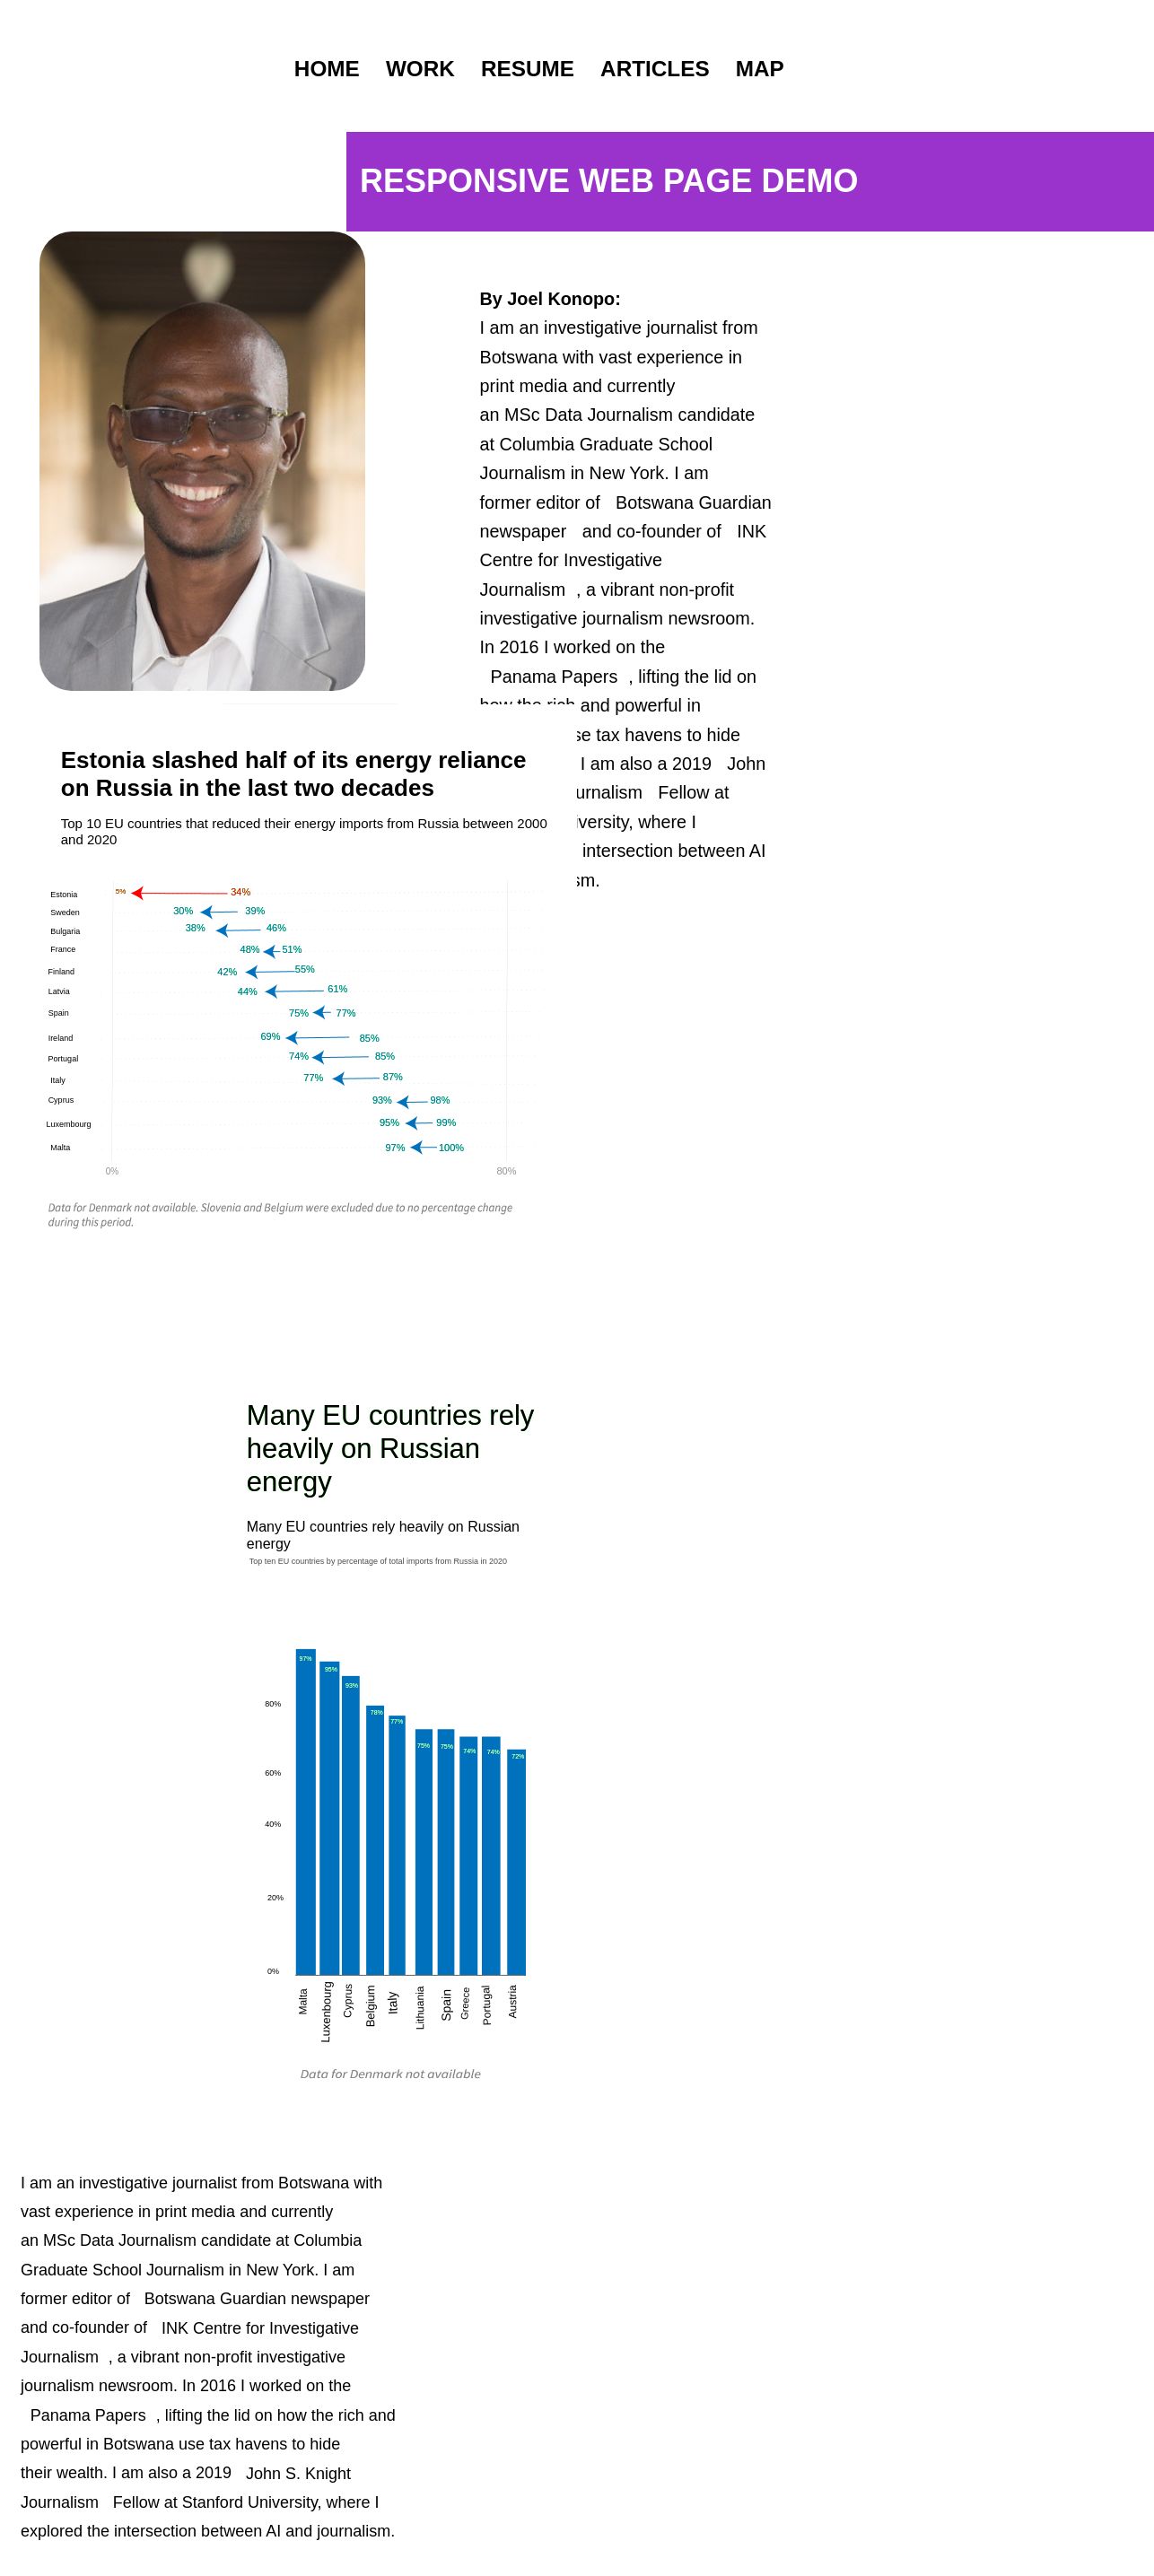 HOME WORK RESUME ARTICLES MAP
RESPONSIVE WEB PAGE DEMO
By Joel Konopo:
I am an investigative journalist from
Botswana with vast experience in
print media and currently
an MSc Data Journalism candidate
at Columbia Graduate School
Journalism in New York. I am
former editor of Botswana Guardian
newspaper and co-founder of INK
Centre for Investigative
Journalism , a vibrant non-profit
investigative journalism newsroom.
In 2016 I worked on the
Panama Papers , lifting the lid on
how the rich and powerful in
se tax havens to hide
I am also a 2019 John
urnalism Fellow at
iversity, where I
intersection between AI
sm.
Estonia slashed half of its energy reliance
on Russia in the last two decades
Top 10 EU countries that reduced their energy imports from Russia between 2000
and 2020
Estonia 5% 34%
Sweden 30% 39%
Bulgaria 38% 46%
France 48% 51%
Finland 42% 55%
Latvia 44% 61%
Spain 75% 77%
Ireland 69% 85%
Portugal 74% 85%
Italy 77% 87%
Cyprus 93% 98%
Luxembourg 95% 99%
Malta 97% 100%
0% 80%
Data for Denmark not available. Slovenia and Belgium were excluded due to no percentage change
during this period.
Many EU countries rely
heavily on Russian
energy
Many EU countries rely heavily on Russian
energy
Top ten EU countries by percentage of total imports from Russia in 2020
97% 95% 93% 78% 77% 75% 75% 74% 74% 72%
80%
60%
40%
20%
0%
Malta Luxenbourg Cyprus Belgium Italy Lithuania Spain Greece Portugal Austria
Data for Denmark not available
I am an investigative journalist from Botswana with
vast experience in print media and currently
an MSc Data Journalism candidate at Columbia
Graduate School Journalism in New York. I am
former editor of Botswana Guardian newspaper
and co-founder of INK Centre for Investigative
Journalism , a vibrant non-profit investigative
journalism newsroom. In 2016 I worked on the
Panama Papers , lifting the lid on how the rich and
powerful in Botswana use tax havens to hide
their wealth. I am also a 2019 John S. Knight
Journalism Fellow at Stanford University, where I
explored the intersection between AI and journalism.